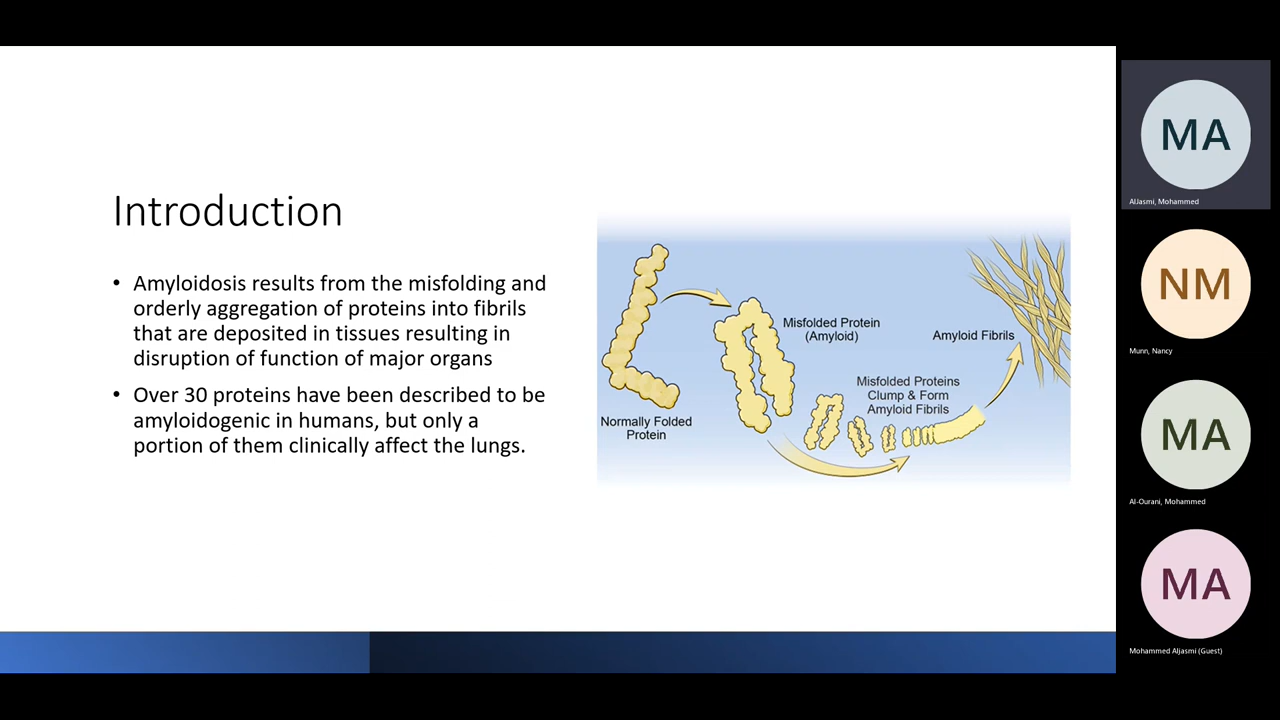 Introduction
• Amyloidosis results from the misfolding and
orderly aggregation of proteins into fibrils
that are deposited in tissues resulting in
disruption of function of major organs
• Over 30 proteins have been described to be
amyloidogenic in humans, but only a
portion of them clinically affect the lungs.
Normally Folded
Protein
Misfolded Protein
(Amyloid)
Misfolded Proteins
Clump & Form
Amyloid Fibrils
Amyloid Fibrils
MA
AlJasmi, Mohammed
NM
Munn, Nancy
MA
Al-Ourani, Mohammed
MA
Mohammed Aljasmi (Guest)